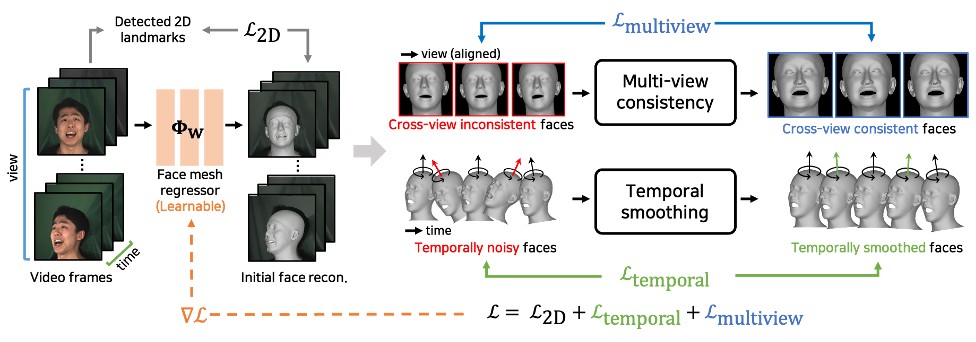 Detected 2D
landmarks
ℒ2D
view
Φw
Face mesh
regressor
(Learnable)
time
Video frames
Initial face recon.
∇ℒ
ℒmultiview
view (aligned)
Cross-view inconsistent faces
Multi-view
consistency
Cross-view consistent faces
time
Temporally noisy faces
Temporal
smoothing
Temporally smoothed faces
ℒtemporal
ℒ = ℒ2D + ℒtemporal + ℒmultiview